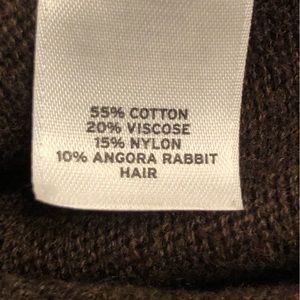 55% COTTON
20% VISCOSE
15% NYLON
10% ANGORA RABBIT
HAIR